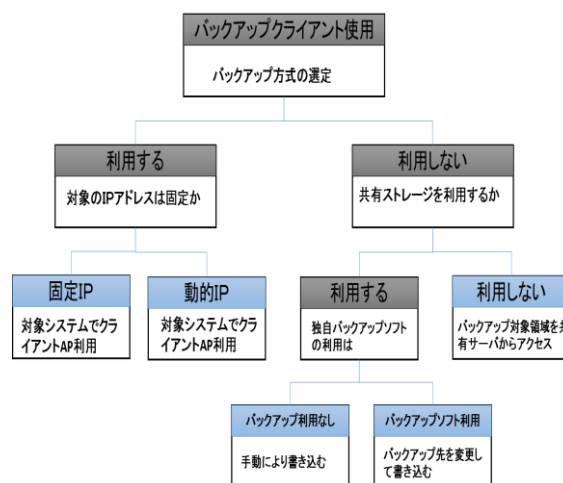 バックアップクライアント使用
バックアップ方式の選定
利用する
対象のIPアドレスは固定か
利用しない
共有ストレージを利用するか
固定IP
対象システムでクラ
イアントAP利用
動的IP
対象システムでクラ
イアントAP利用
利用する
独自バックアップソフト
の利用は
利用しない
バックアップ対象領域を共
有サーバからアクセス
バックアップ利用なし
手動により書き込む
バックアップソフト利用
バックアップ先を変更し
て書き込む